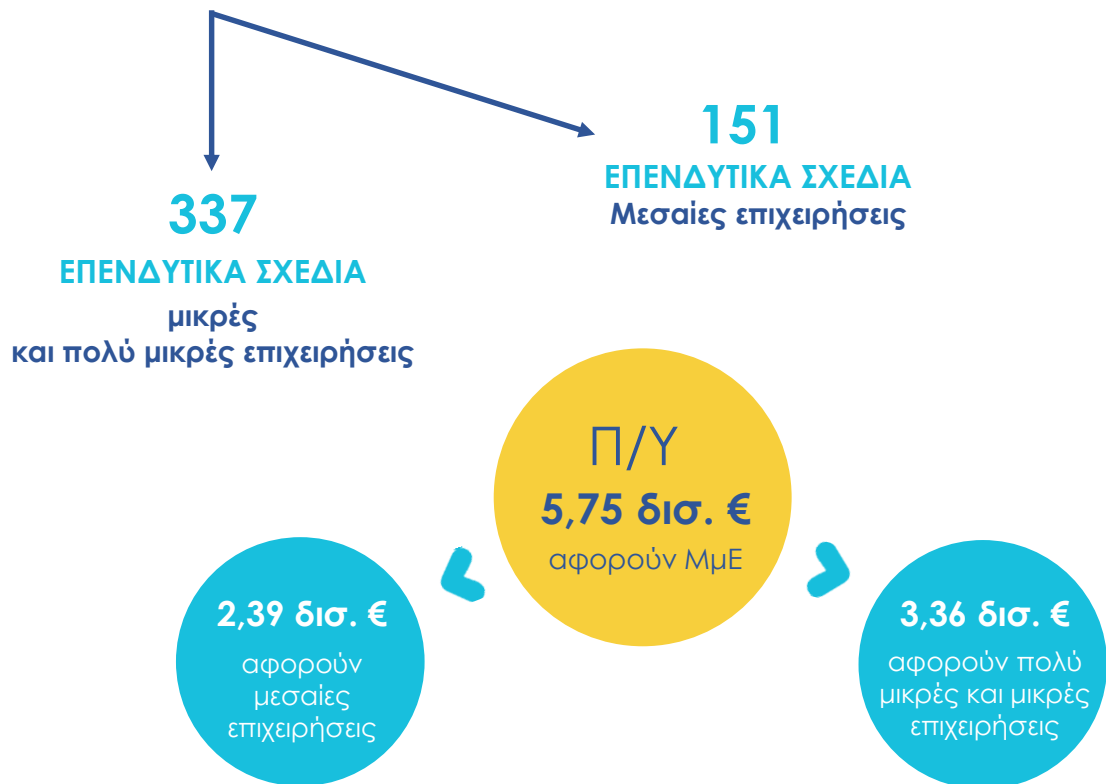 151
ΕΠΕΝΔΥΤΙΚΑ ΣΧΕΔΙΑ
Μεσαίες επιχειρήσεις
337
ΕΠΕΝΔΥΤΙΚΑ ΣΧΕΔΙΑ
μικρές
και πολύ μικρές επιχειρήσεις
Π/Υ
5,75 δισ. €
αφορούν ΜμΕ
2,39 δισ. €
αφορούν
μεσαίες
επιχειρήσεις
3,36 δισ. €
αφορούν πολύ
μικρές και μικρές
επιχειρήσεις